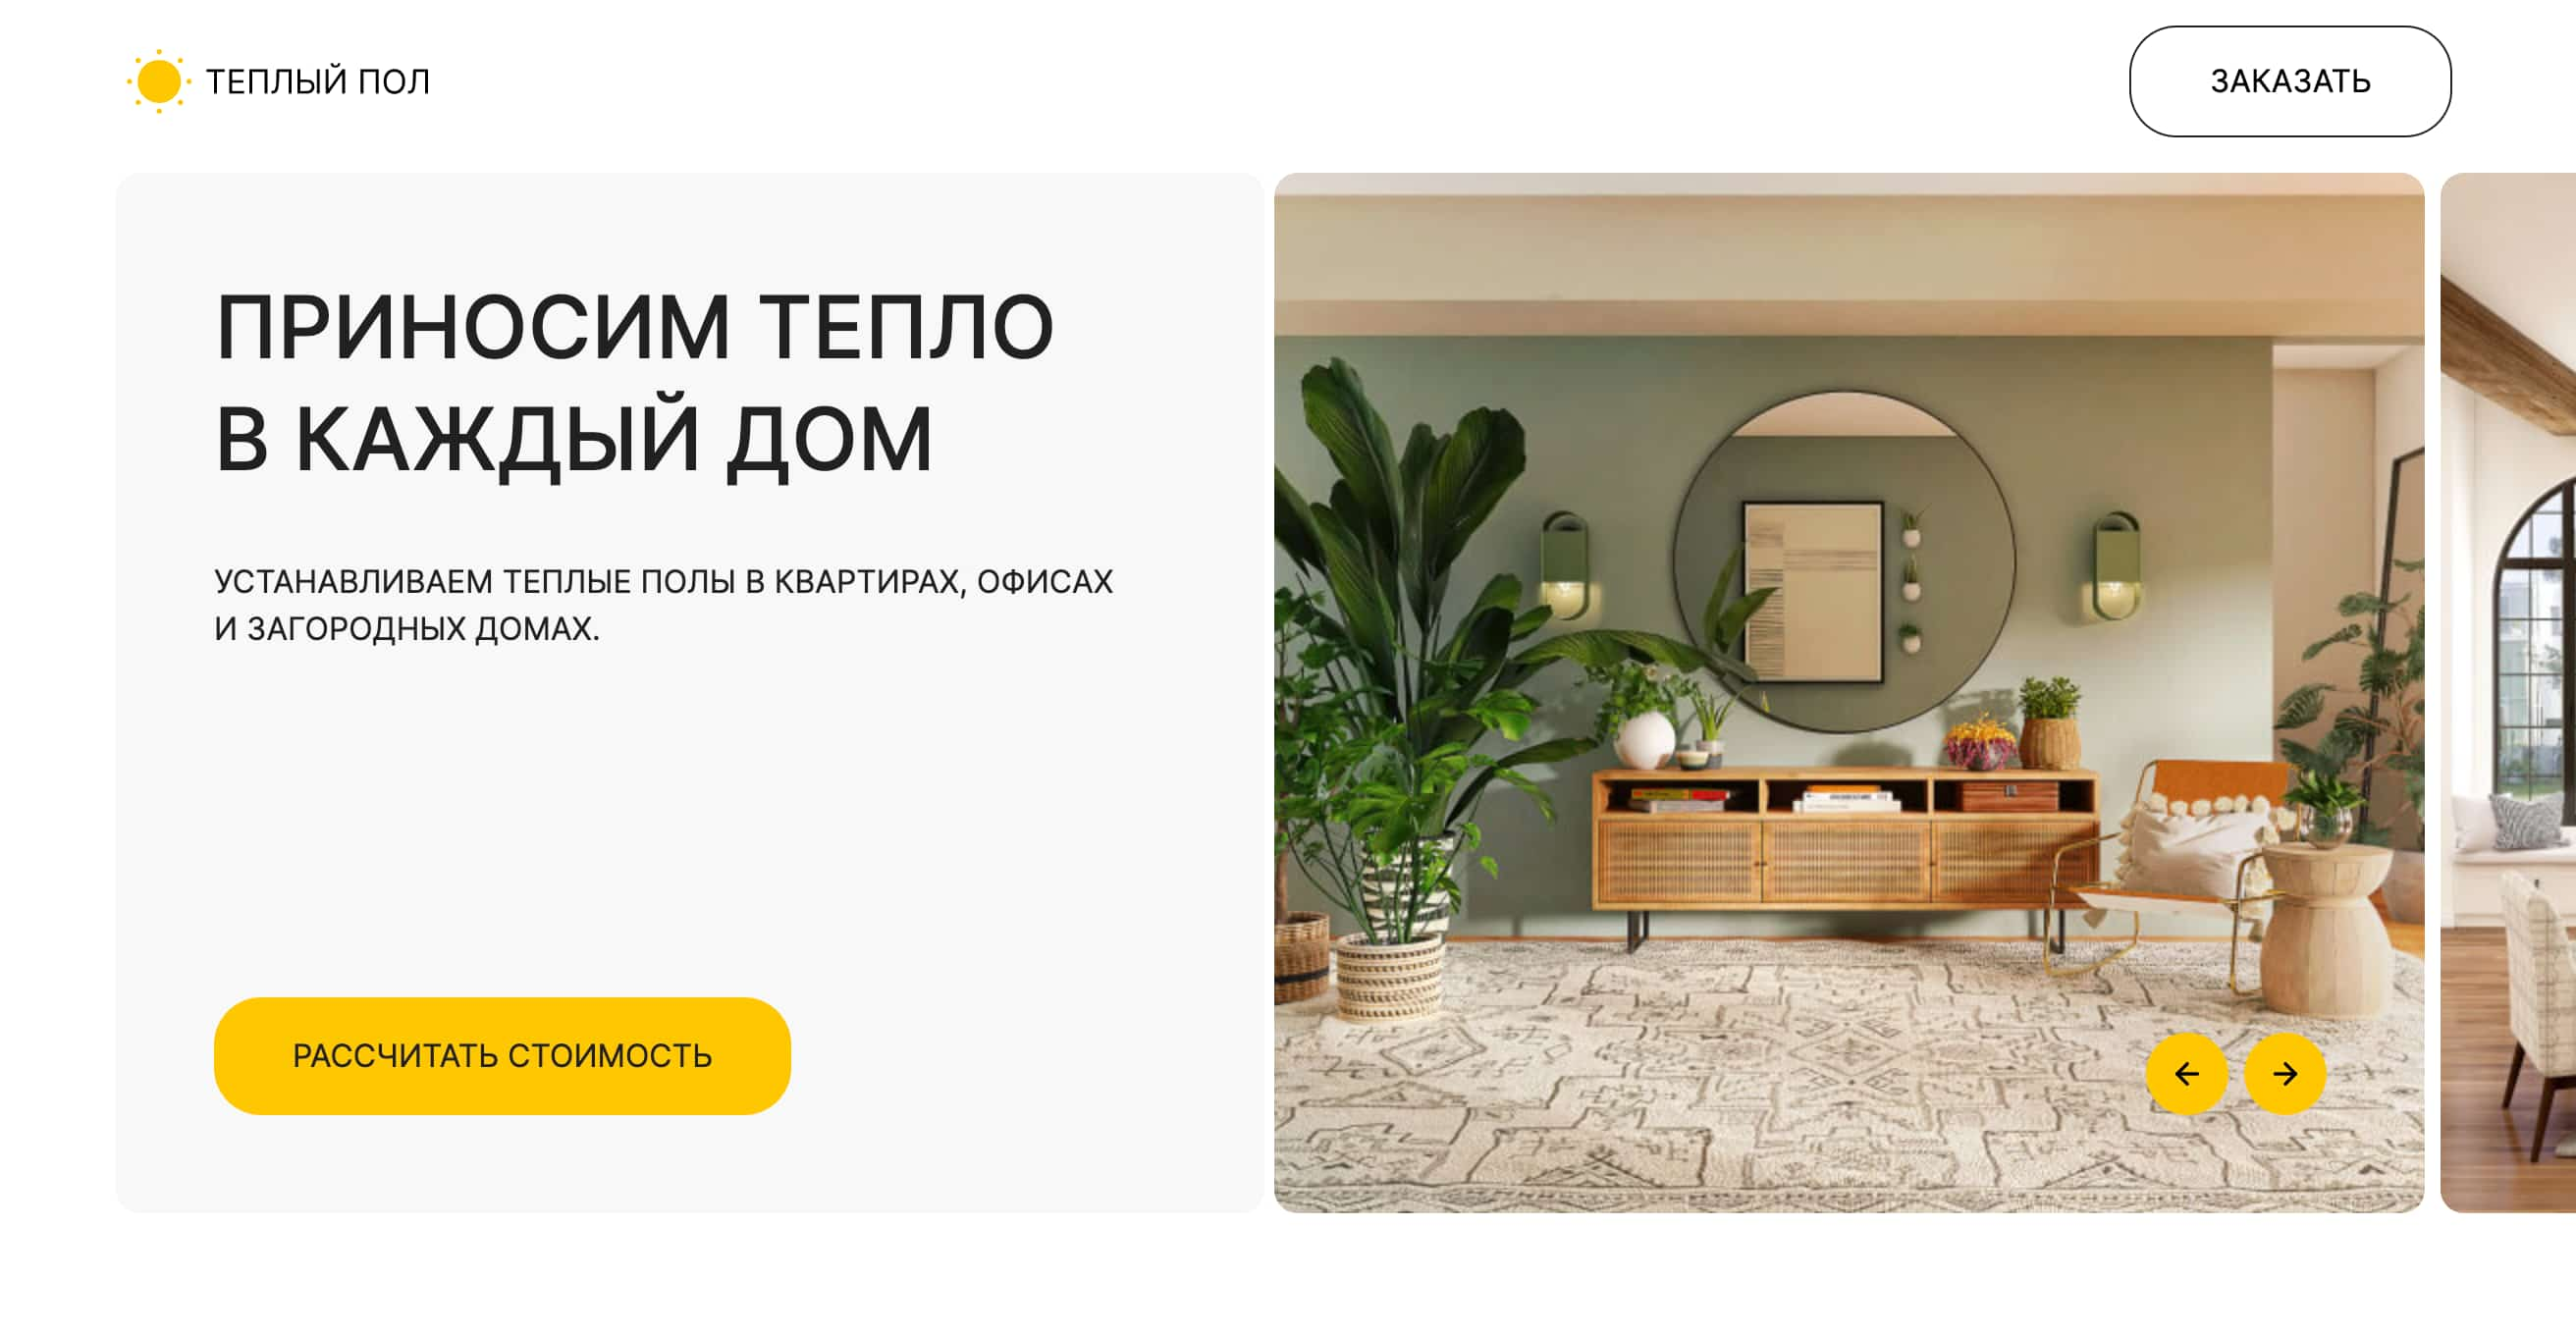 ТЕПЛЫЙ ПОЛ
ЗАКАЗАТЬ
ПРИНОСИМ ТЕПЛО
В КАЖДЫЙ ДОМ
УСТАНАВЛИВАЕМ ТЕПЛЫЕ ПОЛЫ В КВАРТИРАХ, ОФИСАХ
И ЗАГОРОДНЫХ ДОМАХ.
РАССЧИТАТЬ СТОИМОСТЬ